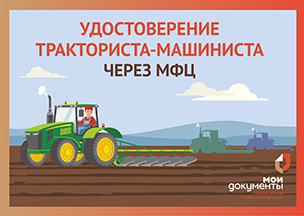 УДОСТОВЕРЕНИЕ
ТРАКТОРИСТА-МАШИНИСТА
ЧЕРЕЗ МФЦ
мои
документы